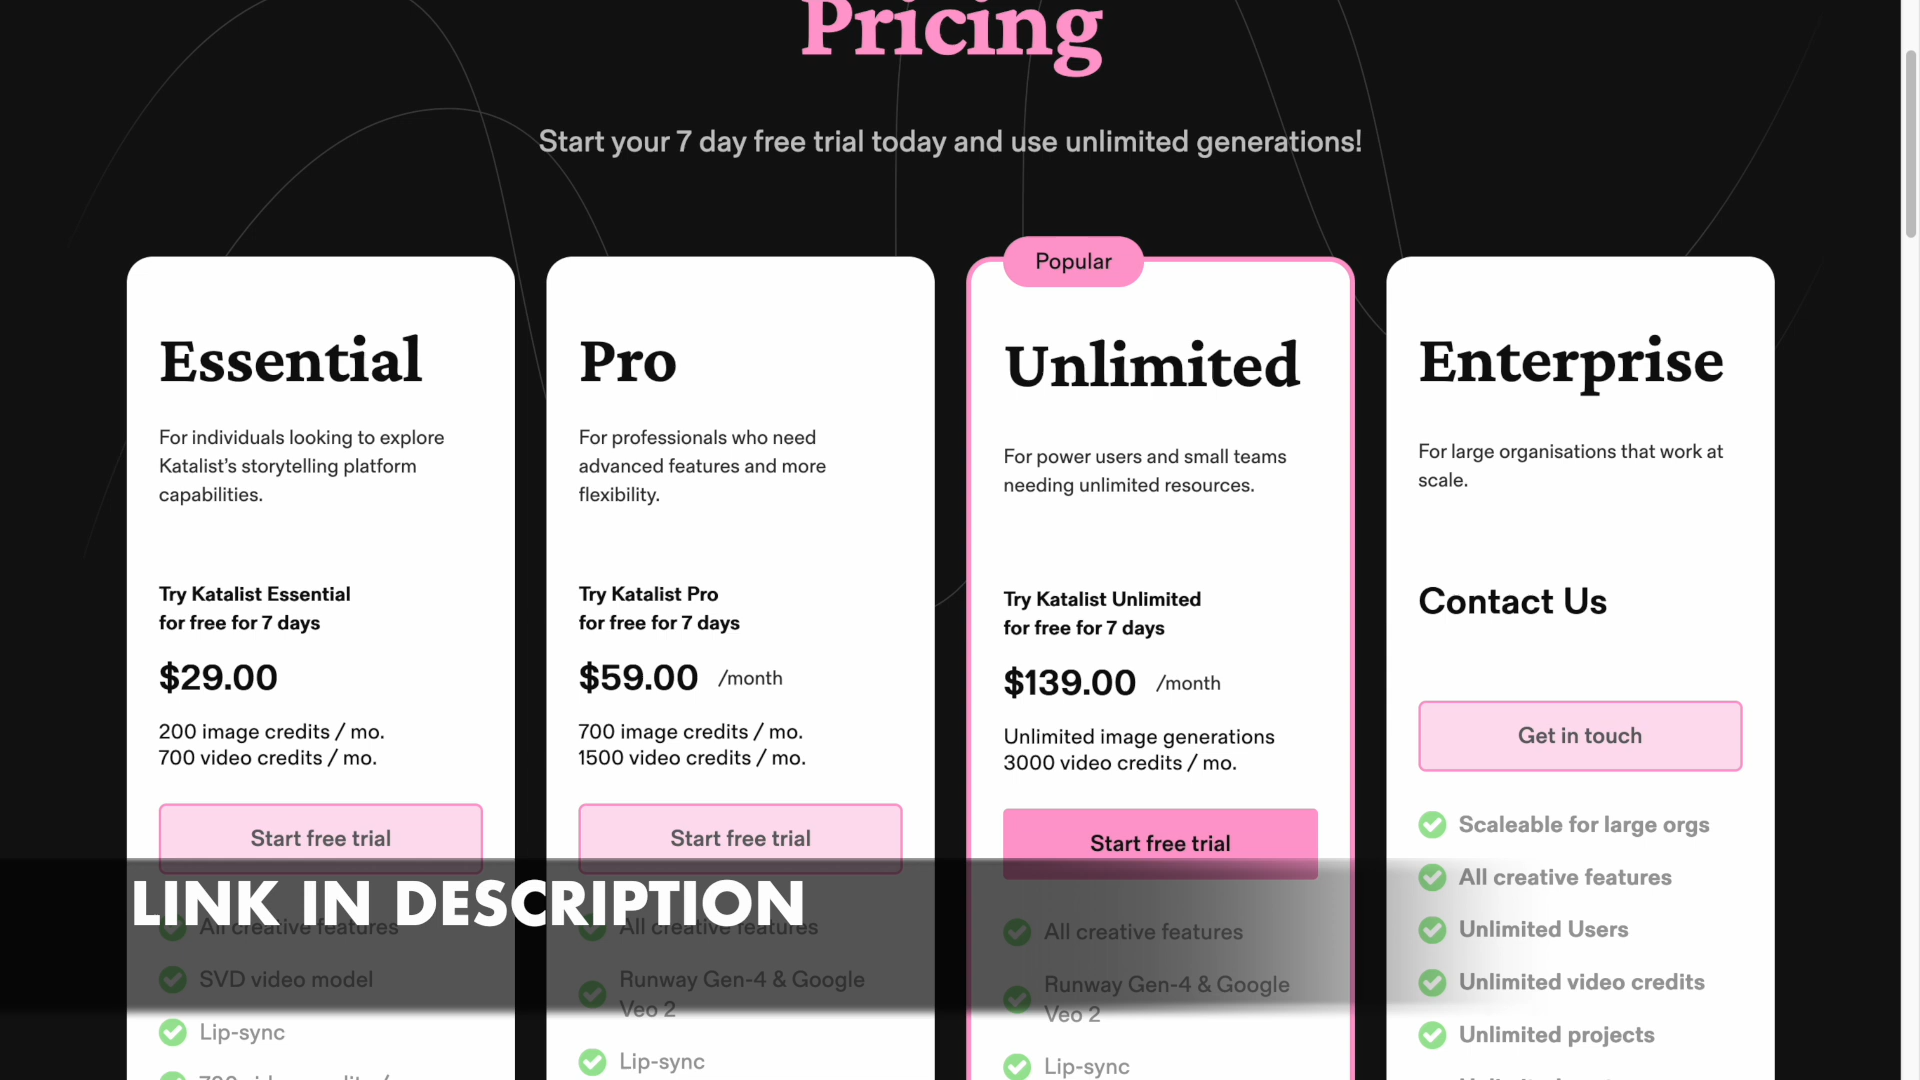 Pricing
Start your 7 day free trial today and use unlimited generations!
Essential
For individuals looking to explore
Katalist’s storytelling platform
capabilities.
Try Katalist Essential
for free for 7 days
$29.00
200 image credits / mo.
700 video credits / mo.
Start free trial
All creative features
SVD video model
Lip-sync
Pro
For professionals who need
advanced features and more
flexibility.
Try Katalist Pro
for free for 7 days
$59.00 /month
700 image credits / mo.
1500 video credits / mo.
Start free trial
All creative features
Runway Gen-4 & Google
Veo 2
Lip-sync
Popular
Unlimited
For power users and small teams
needing unlimited resources.
Try Katalist Unlimited
for free for 7 days
$139.00 /month
Unlimited image generations
3000 video credits / mo.
Start free trial
All creative features
Runway Gen-4 & Google
Veo 2
Lip-sync
Enterprise
For large organisations that work at
scale.
Contact Us
Get in touch
Scaleable for large orgs
All creative features
Unlimited Users
Unlimited video credits
Unlimited projects
LINK IN DESCRIPTION